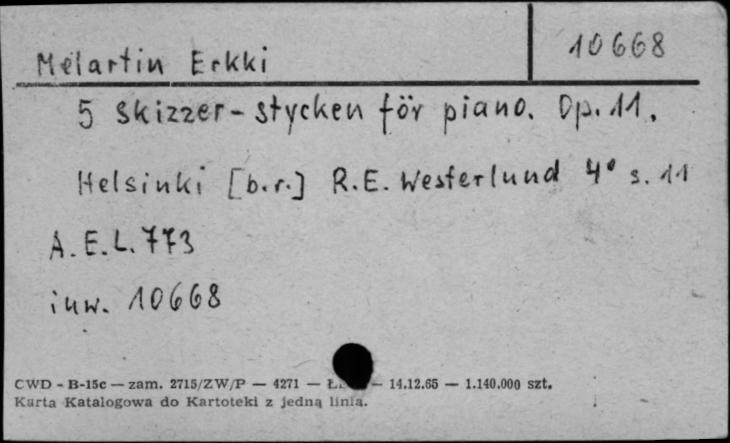 Melartin Erkki
10668
5 skizzer-stycken för piano. Op. 11.
Helsinki [b.r.] R.E. Westerlund 4° s. 11
A.E.L. 773
inw. 10668
CWD - B-15c — zam. 2715/ZW/P — 4271 — — 14.12.65 — 1.140.000 szt.
Karta Katalogowa do Kartoteki z jedną linią.